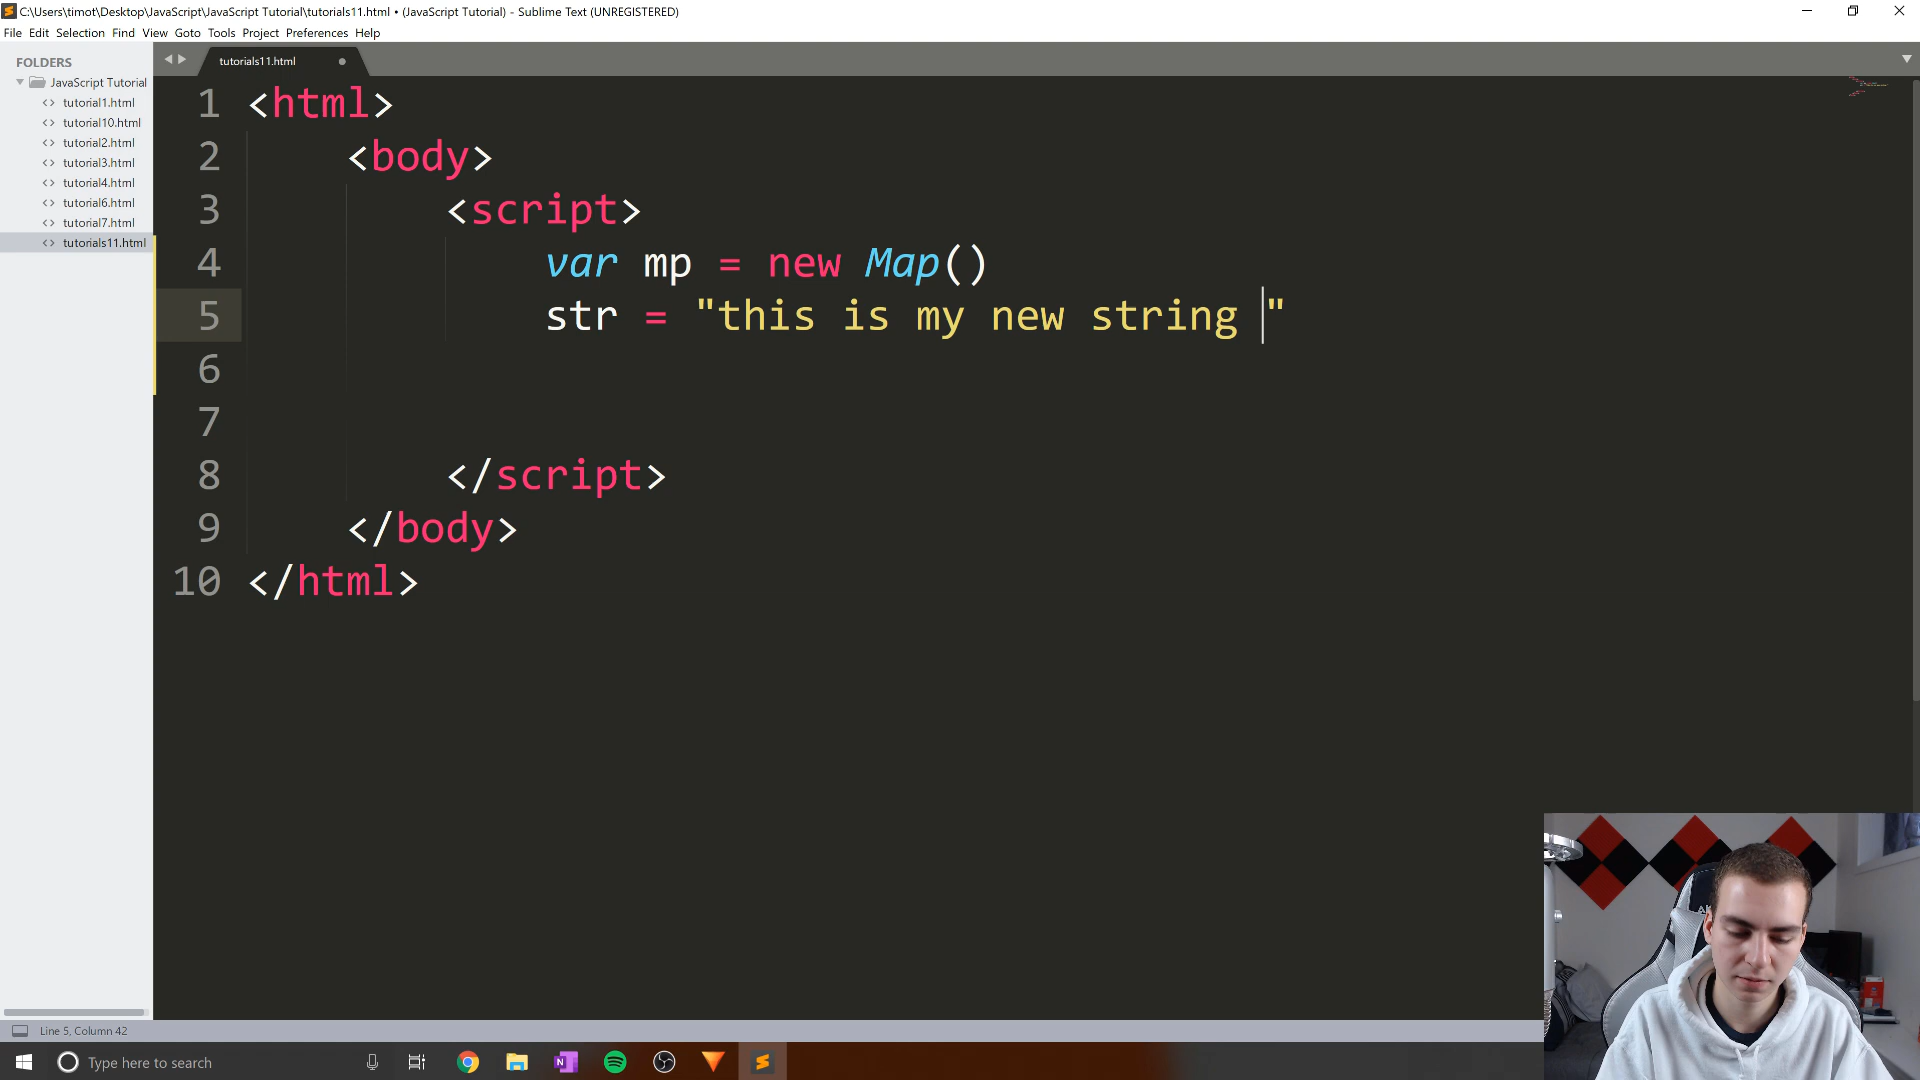 C:\Users\timot\Desktop\JavaScript\JavaScript Tutorial\tutorials11.html • (JavaScript Tutorial) - Sublime Text (UNREGISTERED)
File Edit Selection Find View Goto Tools Project Preferences Help
FOLDERS
JavaScript Tutorial
tutorial1.html
tutorial10.html
tutorial2.html
tutorial3.html
tutorial4.html
tutorial6.html
tutorial7.html
tutorials11.html
tutorials11.html
1 <html>
2 <body>
3 <script>
4 var mp = new Map()
5 str = "this is my new string "
6
7
8 </script>
9 </body>
10 </html>
Line 5, Column 42
Type here to search